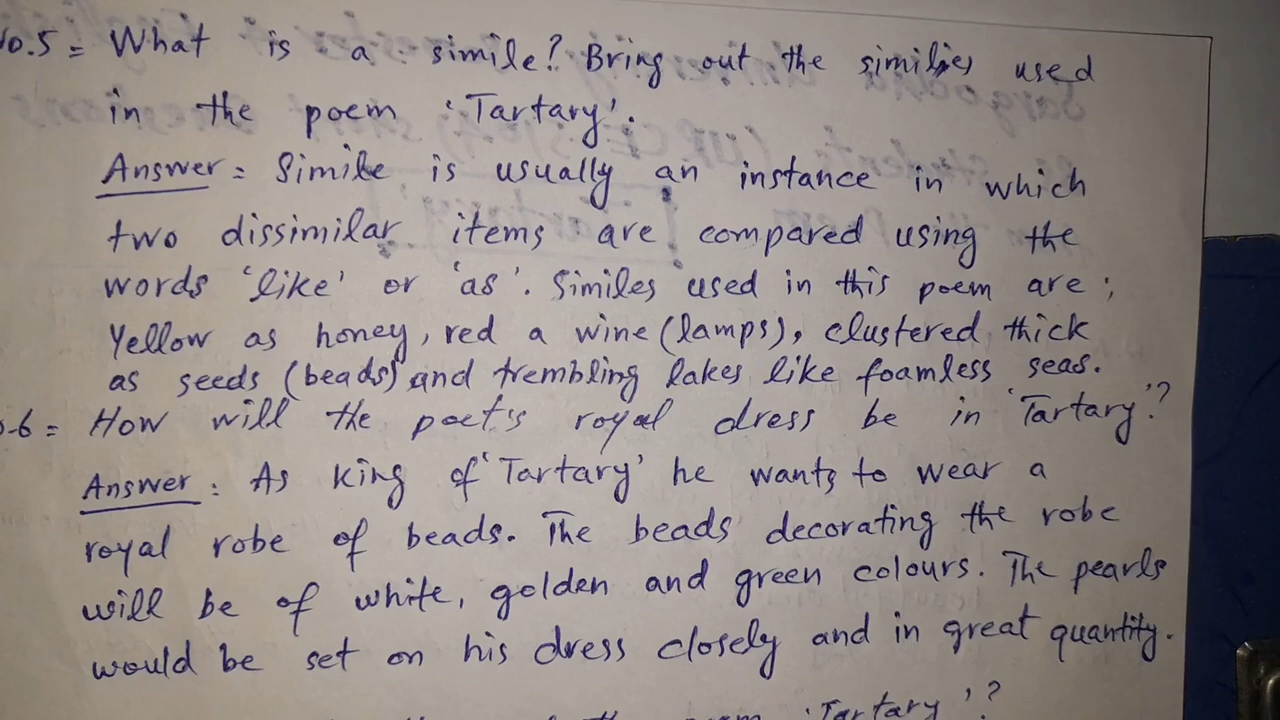 No.5 = What is a simile? Bring out the similies used
in the poem 'Tartary'.
Answer = Simile is usually an instance in which
two dissimilar items are compared using the
words 'like' or 'as'. Similes used in this poem are;
Yellow as honey, red a wine (lamps), clustered thick
as seeds (beads) and trembling lakes like foamless seas.
-6 = How will the poet's royal dress be in 'Tartary'?
Answer: As King of 'Tartary' he wants to wear a
royal robe of beads. The beads decorating the robe
will be of white, golden and green colours. The pearls
would be set on his dress closely and in great quantity.
the poem 'Tartary'?